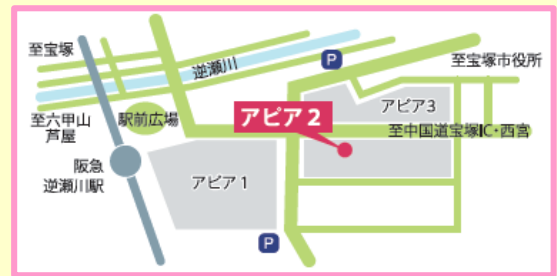 至宝塚
逆瀬川
P
至宝塚市役所
アピア3
至六甲山
芦屋
駅前広場
アピア2
至中国道宝塚IC・西宮
阪急
逆瀬川駅
アピア1
P